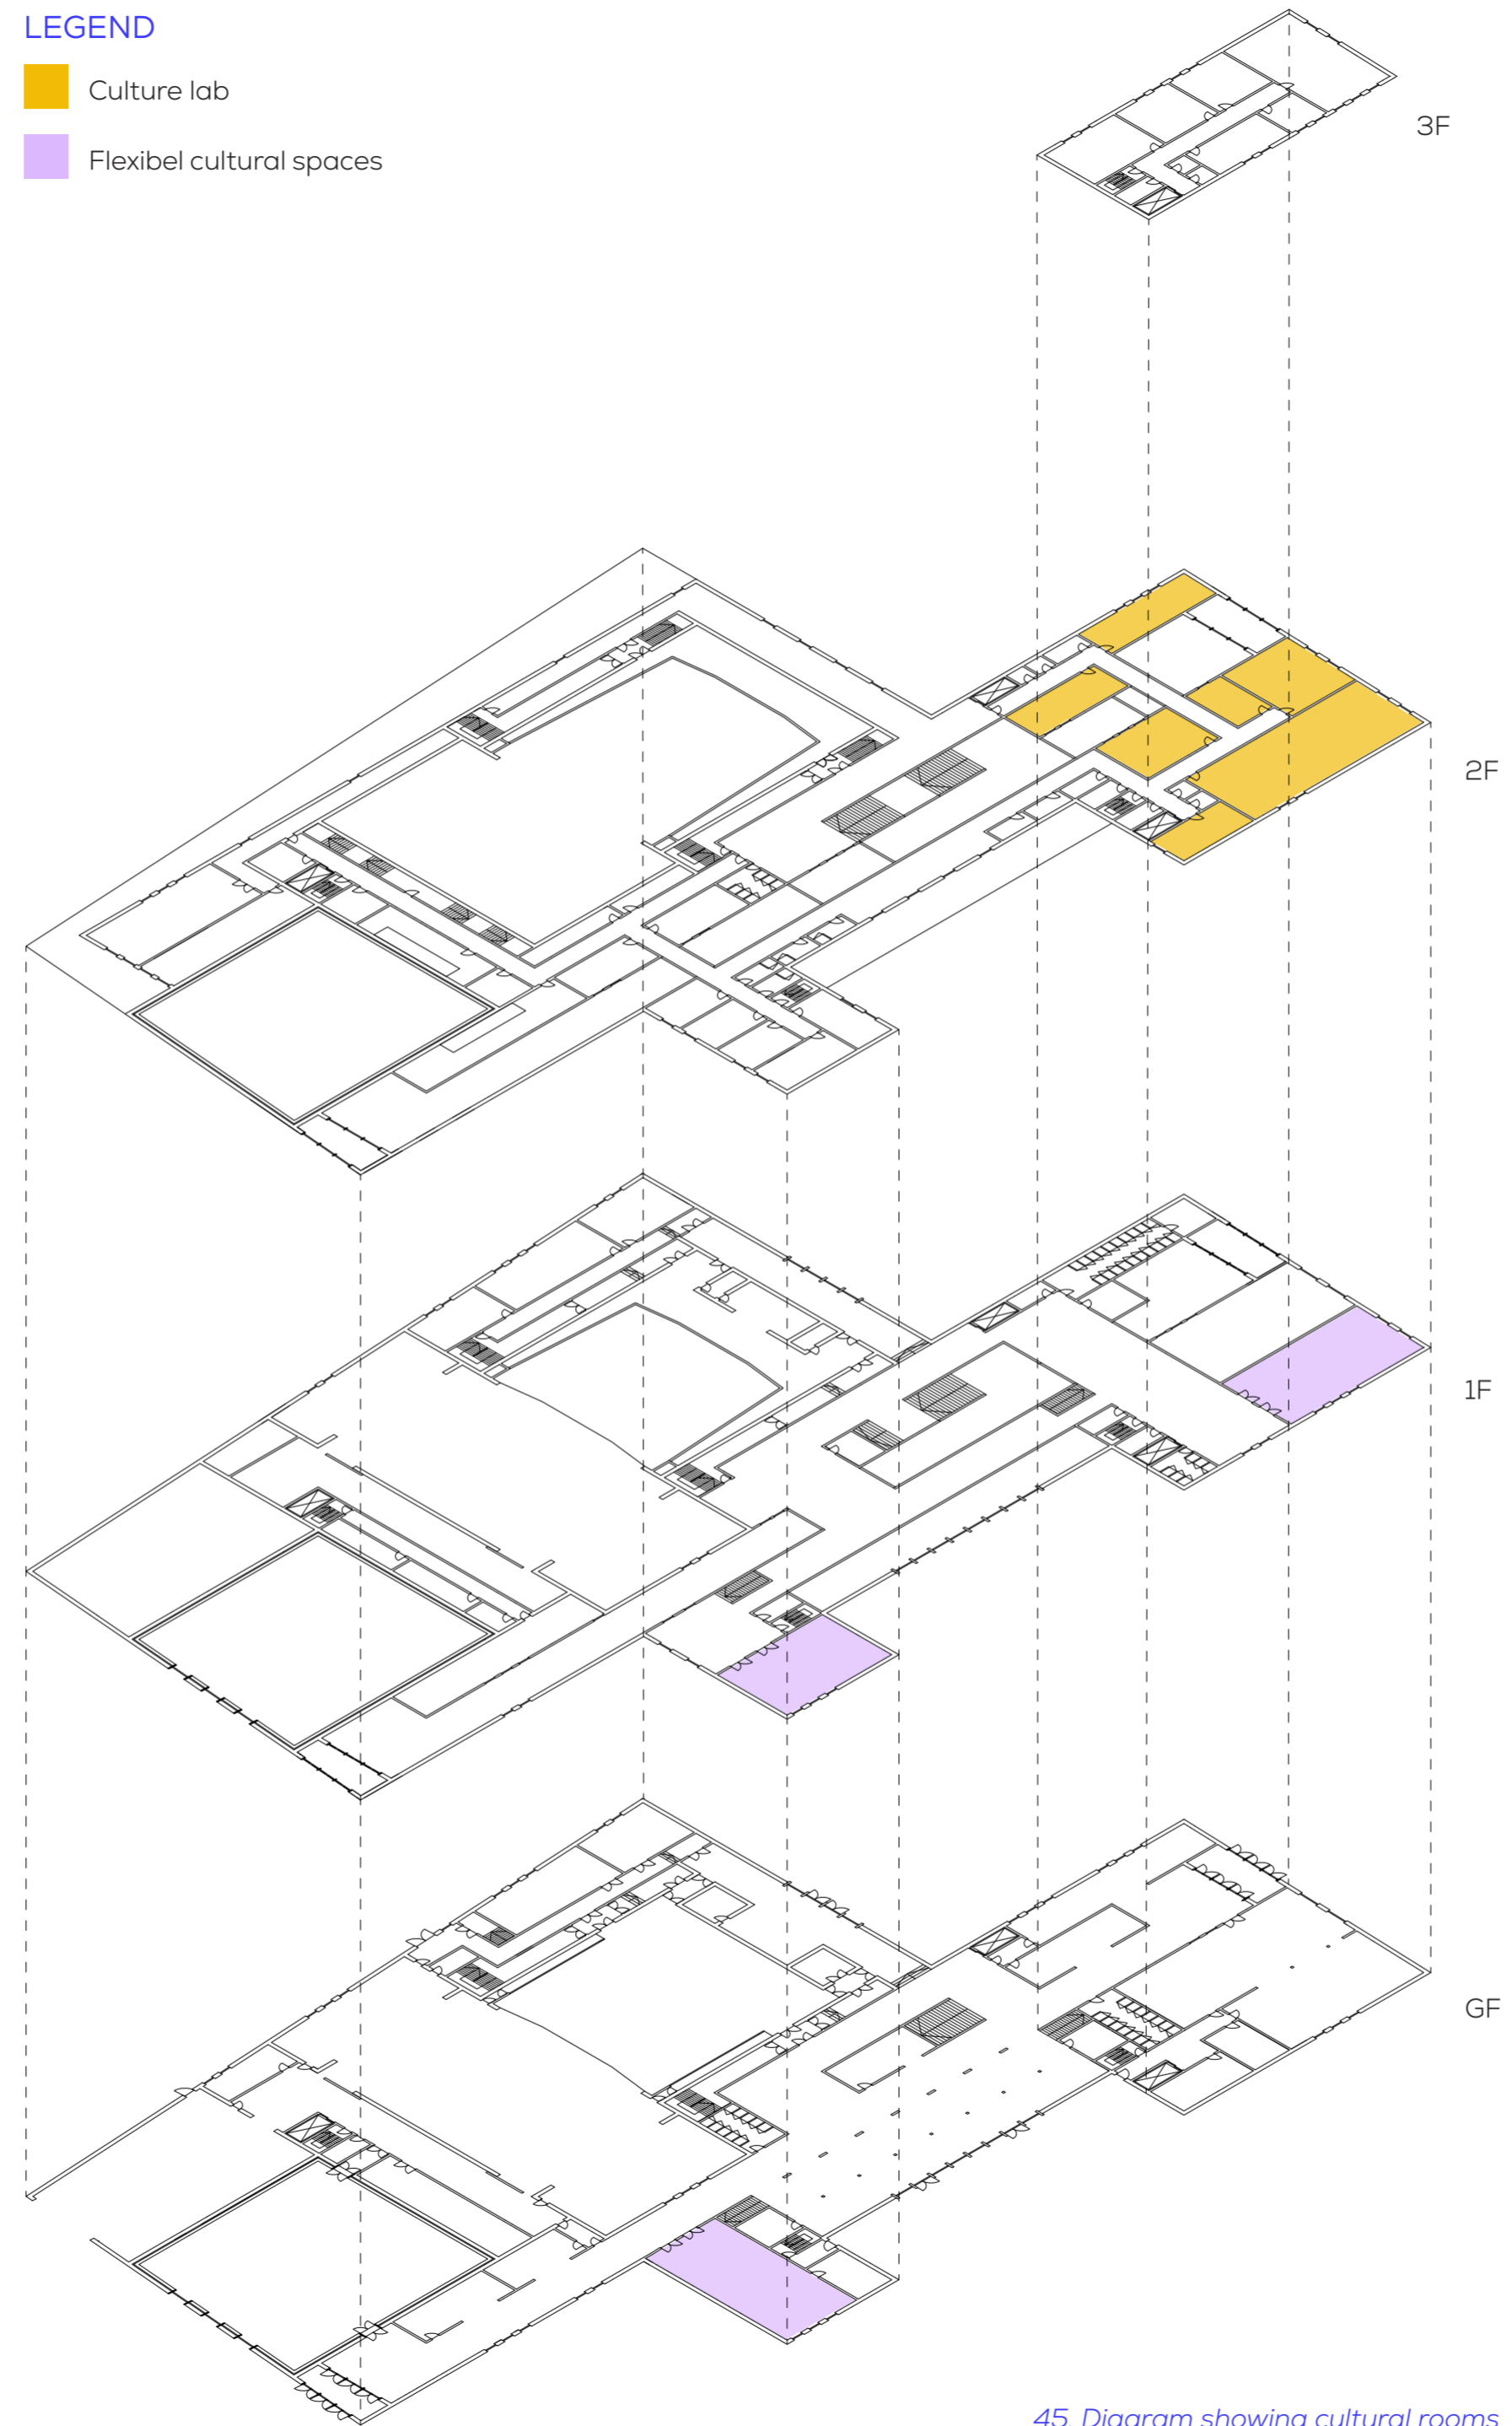 LEGEND
Culture lab
Flexibel cultural spaces
3F
2F
1F
GF
45. Diagram showing cultural rooms